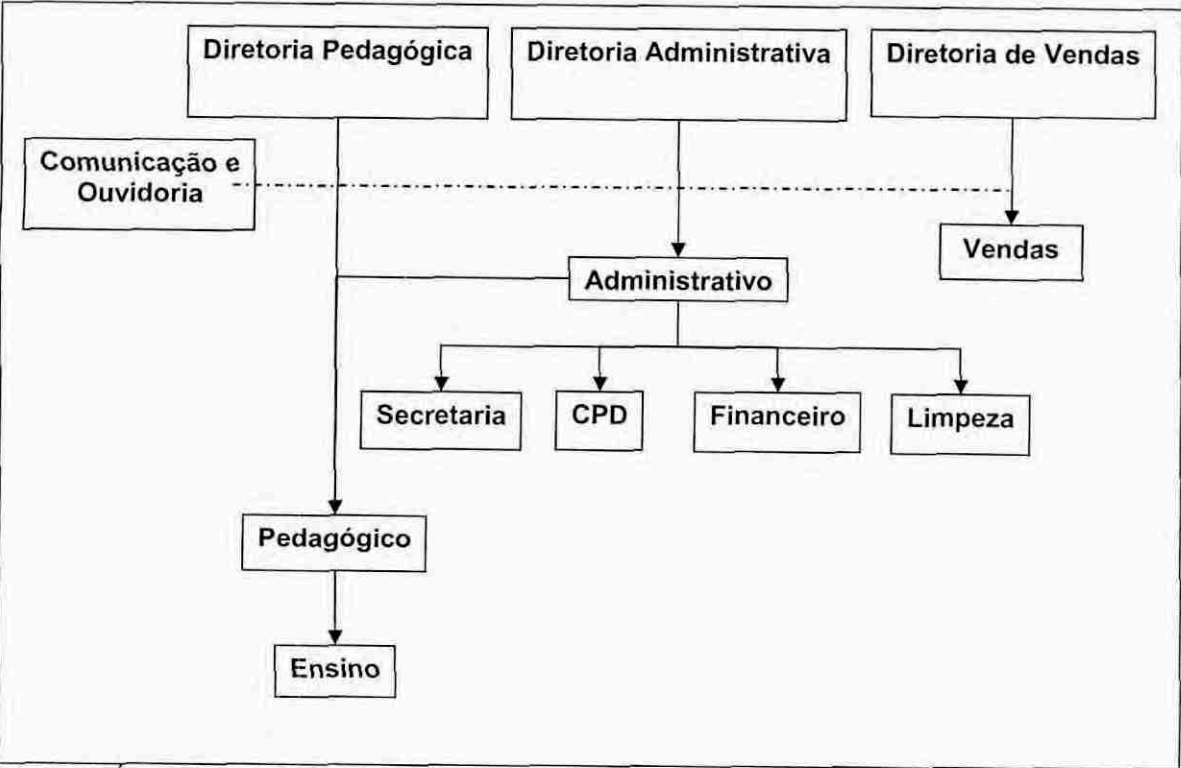 Diretoria Pedagógica
Diretoria Administrativa
Diretoria de Vendas
Comunicação e
Ouvidoria
Vendas
Administrativo
Secretaria
CPD
Financeiro
Limpeza
Pedagógico
Ensino